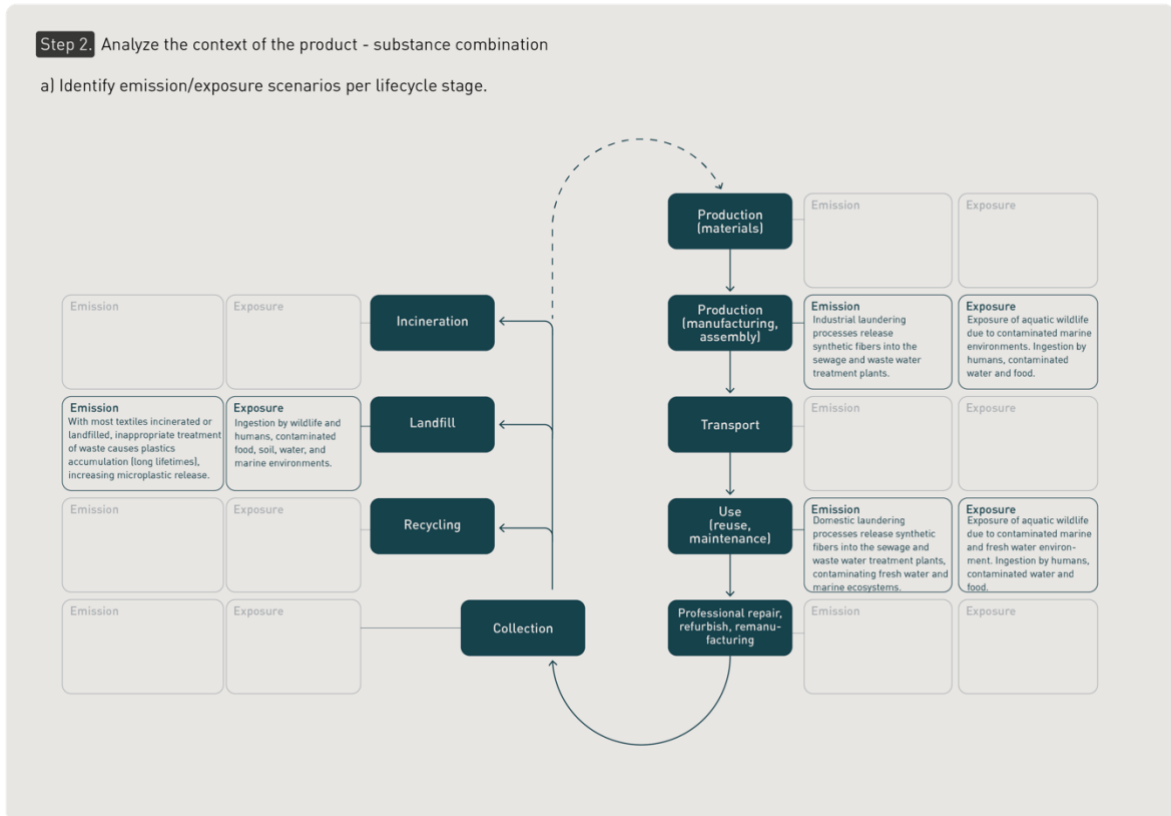 Step 2. Analyze the context of the product - substance combination
a) Identify emission/exposure scenarios per lifecycle stage.
Production
(materials)
Emission
Exposure
Emission
Exposure
Incineration
Production
(manufacturing,
assembly)
Emission
Industrial laundering
processes release
synthetic fibers into the
sewage and waste water
treatment plants.
Exposure
Exposure of aquatic wildlife
due to contaminated marine
environments. Ingestion by
humans, contaminated
water and food.
Emission
With most textiles incinerated or
landfilled, inappropriate treatment
of waste causes plastics
accumulation (long lifetimes),
increasing microplastic release.
Exposure
Ingestion by wildlife and
humans, contaminated
food, soil, water, and
marine environments.
Landfill
Transport
Emission
Exposure
Emission
Exposure
Recycling
Use
(reuse,
maintenance)
Emission
Domestic laundering
processes release synthetic
fibers into the sewage and
waste water treatment plants,
contaminating fresh water and
marine ecosystems.
Exposure
Exposure of aquatic wildlife
due to contaminated marine
and fresh water environ-
ment. Ingestion by humans,
contaminated water and
food.
Emission
Exposure
Collection
Professional repair,
refurbish, remanu-
facturing
Emission
Exposure